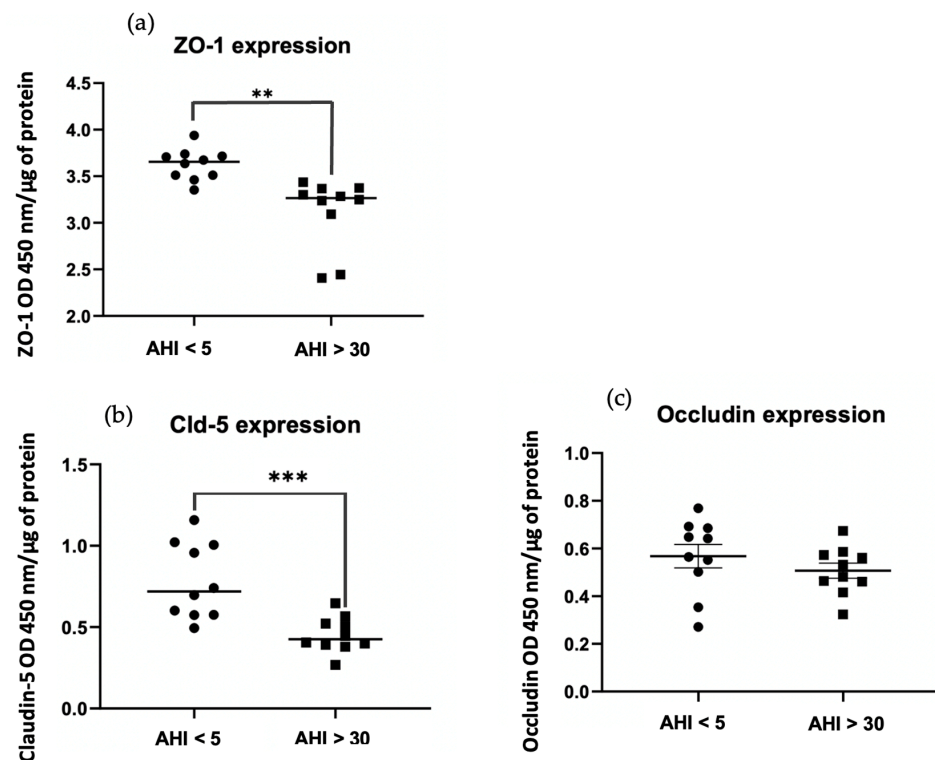 (a)
ZO-1 expression
ZO-1 OD 450 nm/µg of protein
4.5
4.0
3.5
3.0
2.5
2.0
**
AHI < 5
AHI > 30
(b)
Cld-5 expression
Claudin-5 OD 450 nm/µg of protein
1.5
1.0
0.5
0.0
***
AHI < 5
AHI > 30
(c)
Occludin expression
Occludin OD 450 nm/µg of protein
1.0
0.8
0.6
0.4
0.2
0.0
AHI < 5
AHI > 30